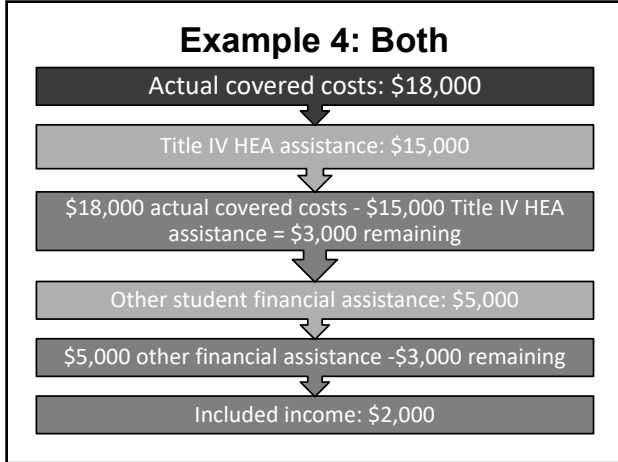 Example 4: Both
Actual covered costs: $18,000
Title IV HEA assistance: $15,000
$18,000 actual covered costs - $15,000 Title IV HEA
assistance = $3,000 remaining
Other student financial assistance: $5,000
$5,000 other financial assistance -$3,000 remaining
Included income: $2,000